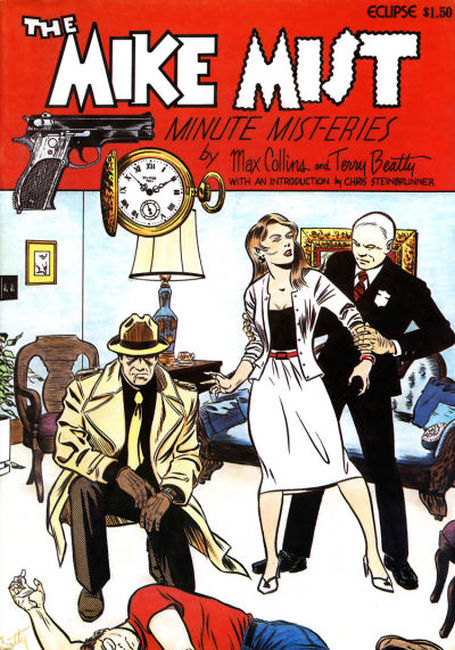 ECLIPSE $1.50
THE
MIKE MIST
MINUTE MIST-ERIES
by Max Collins and Terry Beatty
WITH AN INTRODUCTION by CHRIS STEINBRUNNER
Beatty